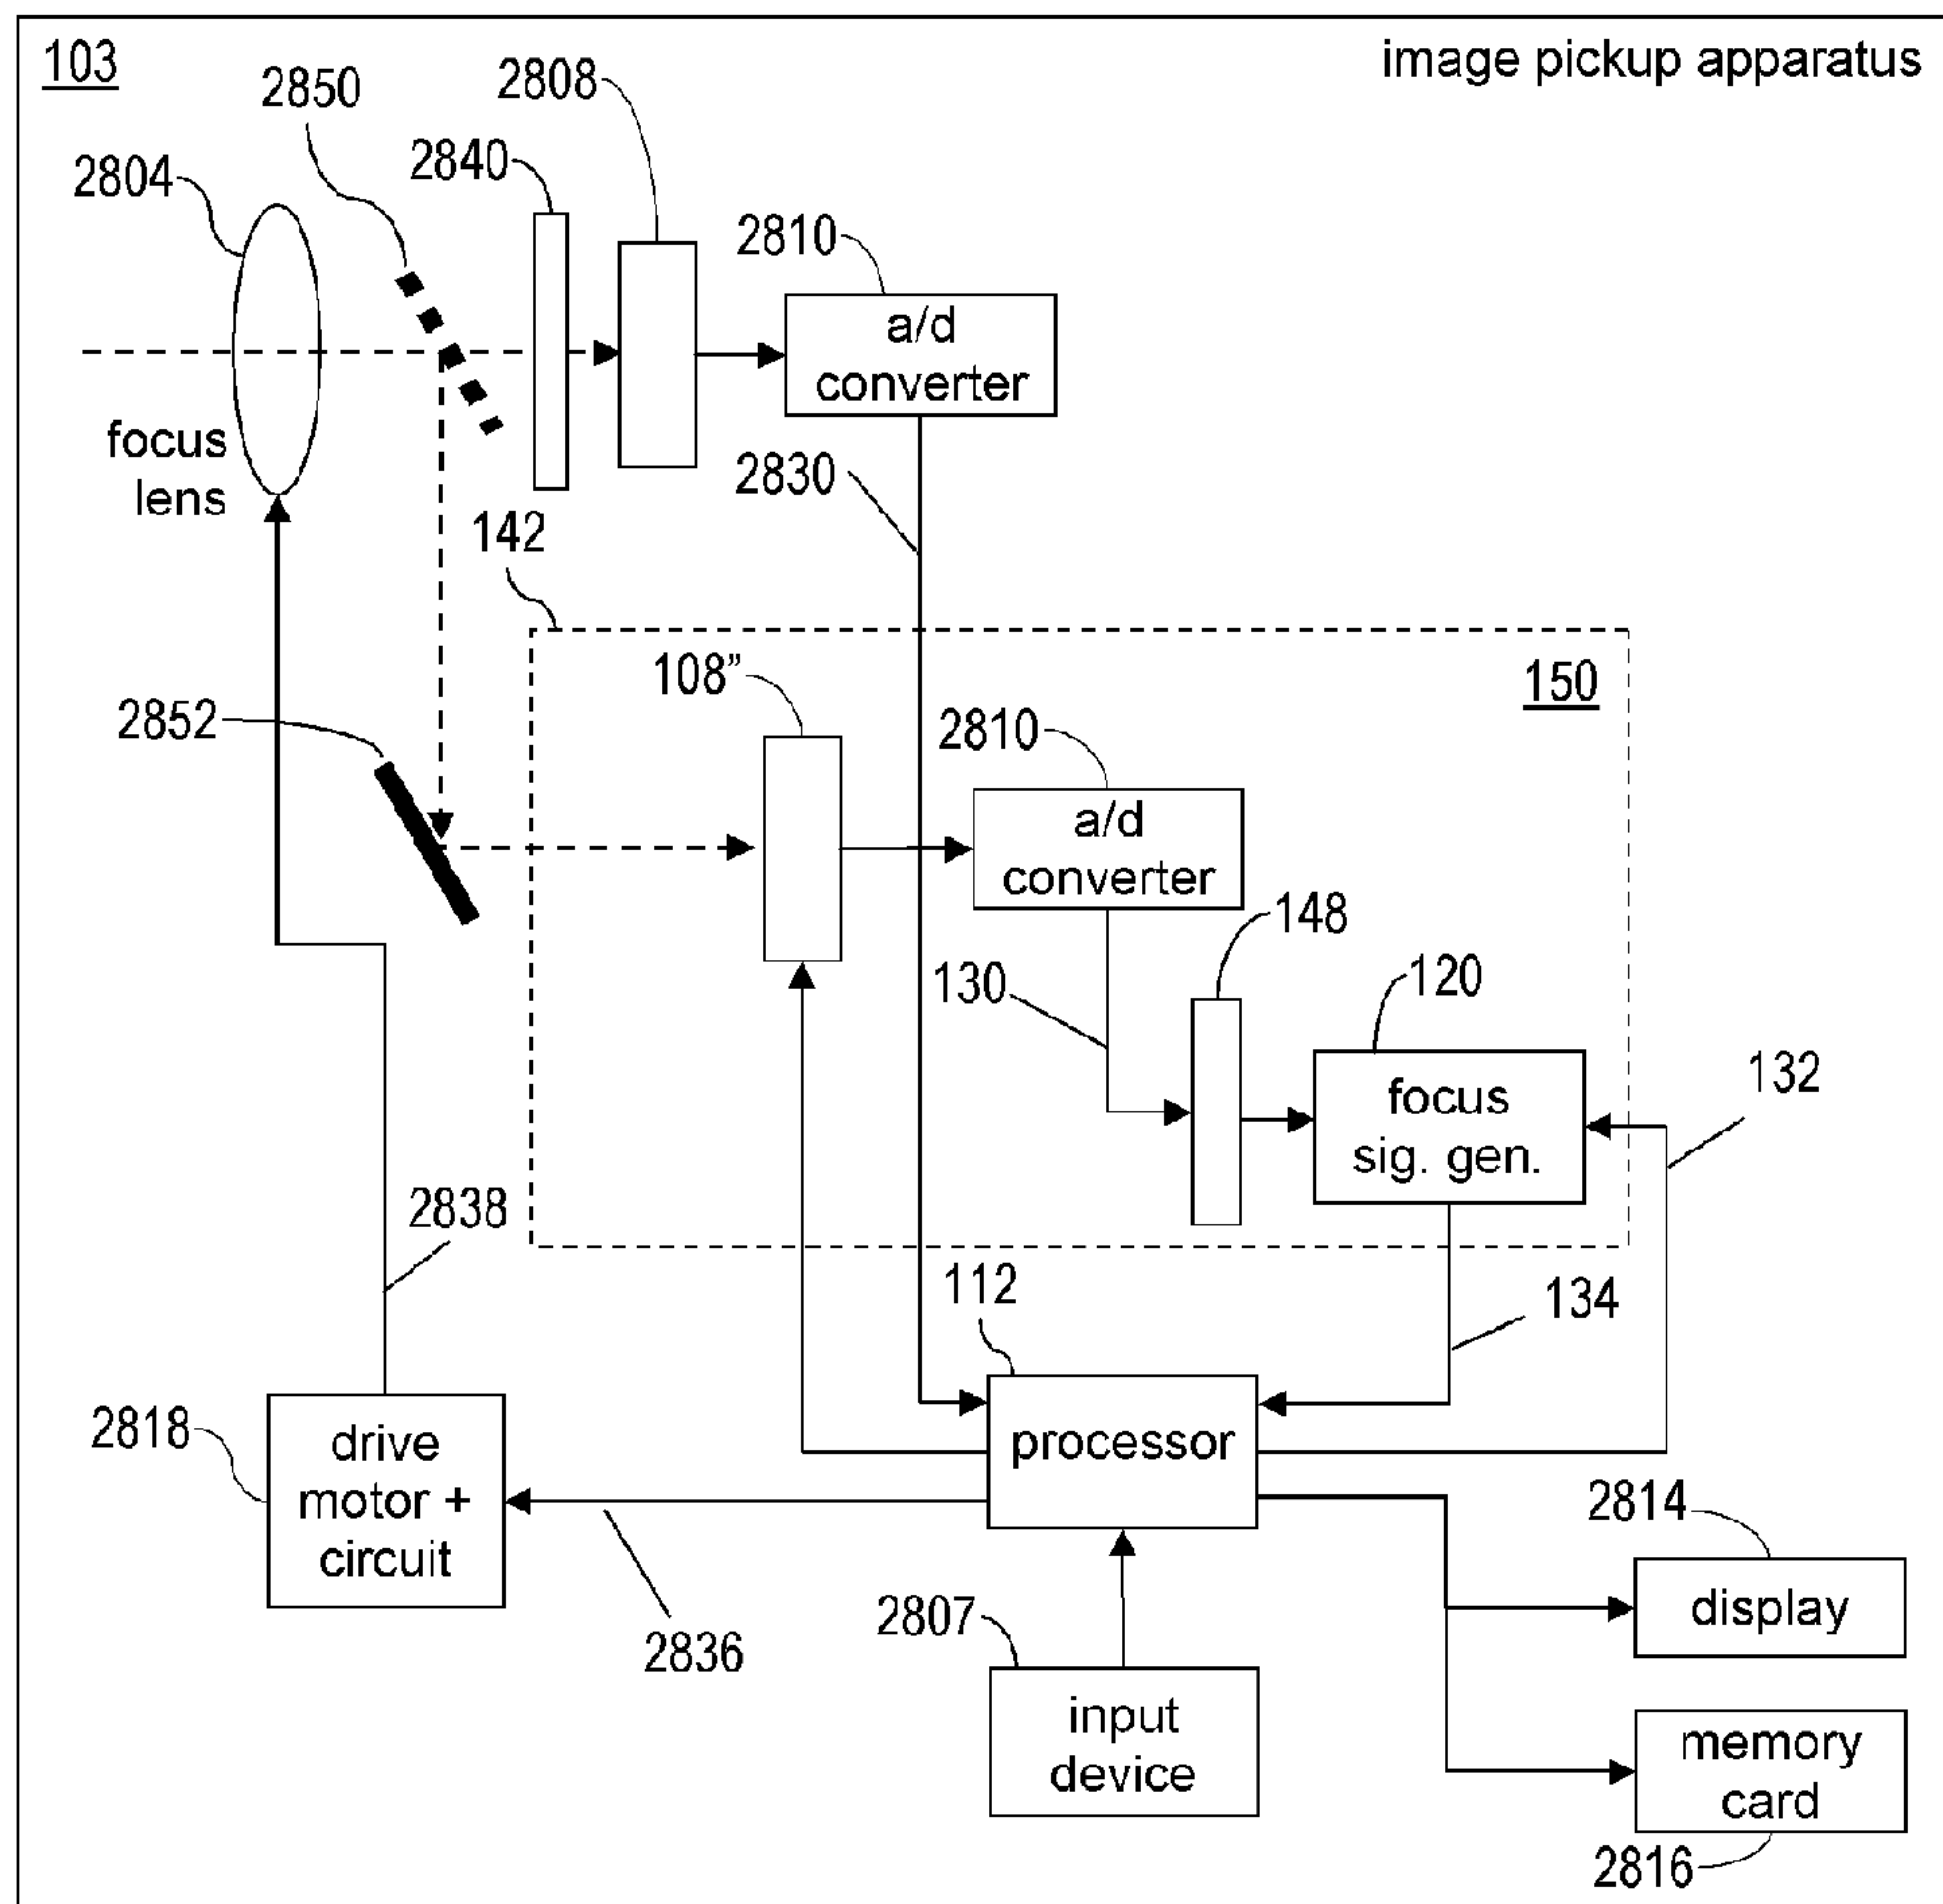 103
image pickup apparatus
2850
2808
2840
2804
2810
a/d
converter
focus
lens
2830
142
108”
150
2852
2810
a/d
converter
148
130
120
132
focus
sig. gen.
2838
112
134
2818
drive
motor +
circuit
processor
2814
display
2836
2807
input
device
memory
card
2816